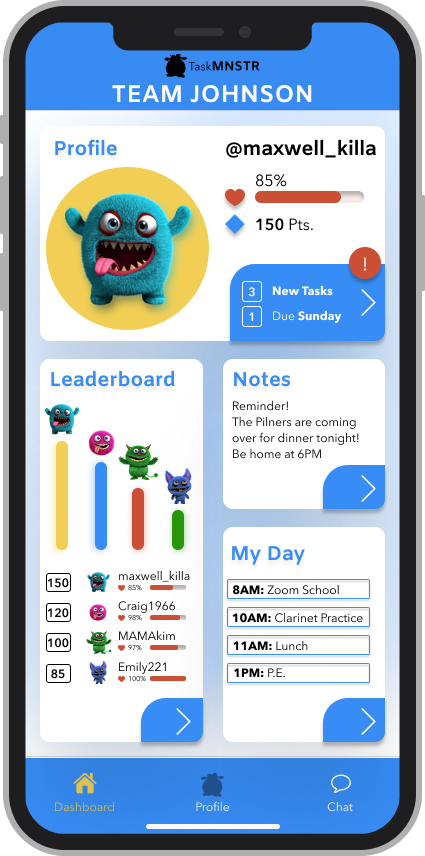 TaskMNSTR
TEAM JOHNSON
Profile
@maxwell_killa
85%
150 Pts.
!
3 New Tasks
1 Due Sunday
Leaderboard
150 maxwell_killa
85%
120 Craig1966
98%
100 MAMAkim
97%
85 Emily221
100%
Notes
Reminder!
The Pilners are coming
over for dinner tonight!
Be home at 6PM
My Day
8AM: Zoom School
10AM: Clarinet Practice
11AM: Lunch
1PM: P.E.
Dashboard
Profile
Chat